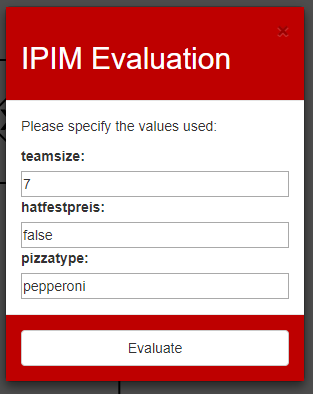 ×
IPIM Evaluation
Please specify the values used:
teamsize:
7
hatfestpreis:
false
pizzatype:
pepperoni
Evaluate